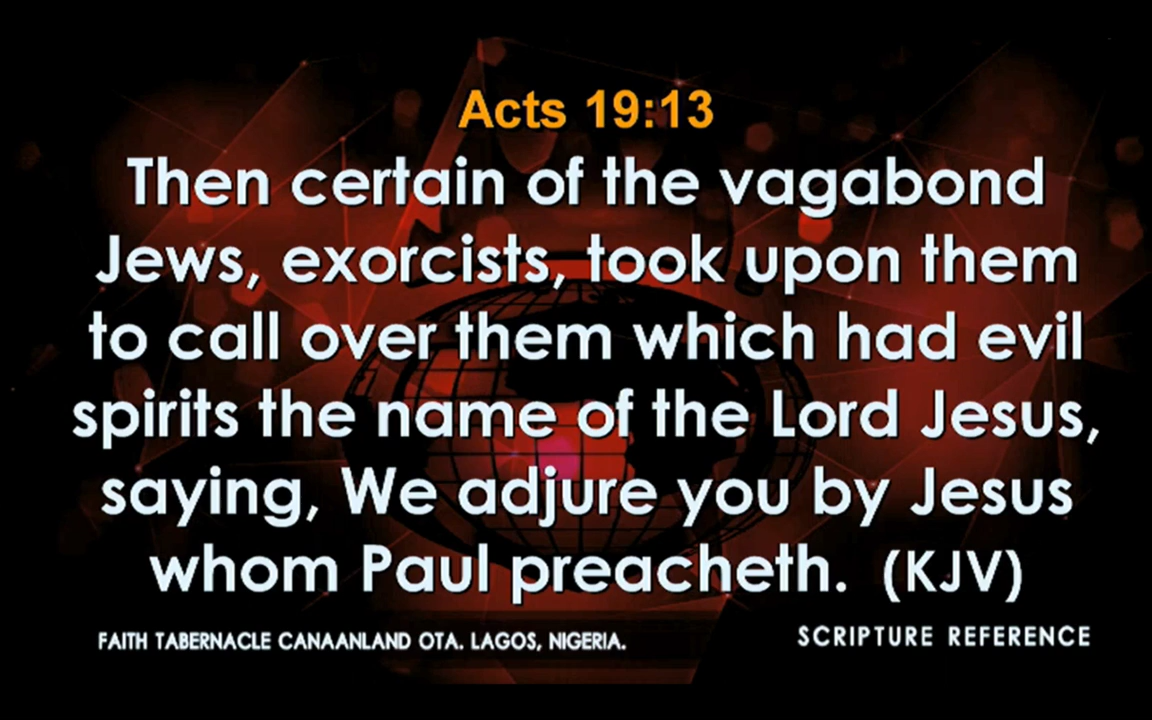 Acts 19:13
Then certain of the vagabond
Jews, exorcists, took upon them
to call over them which had evil
spirits the name of the Lord Jesus,
saying, We adjure you by Jesus
whom Paul preacheth. (KJV)
FAITH TABERNACLE CANAANLAND OTA. LAGOS, NIGERIA.
SCRIPTURE REFERENCE